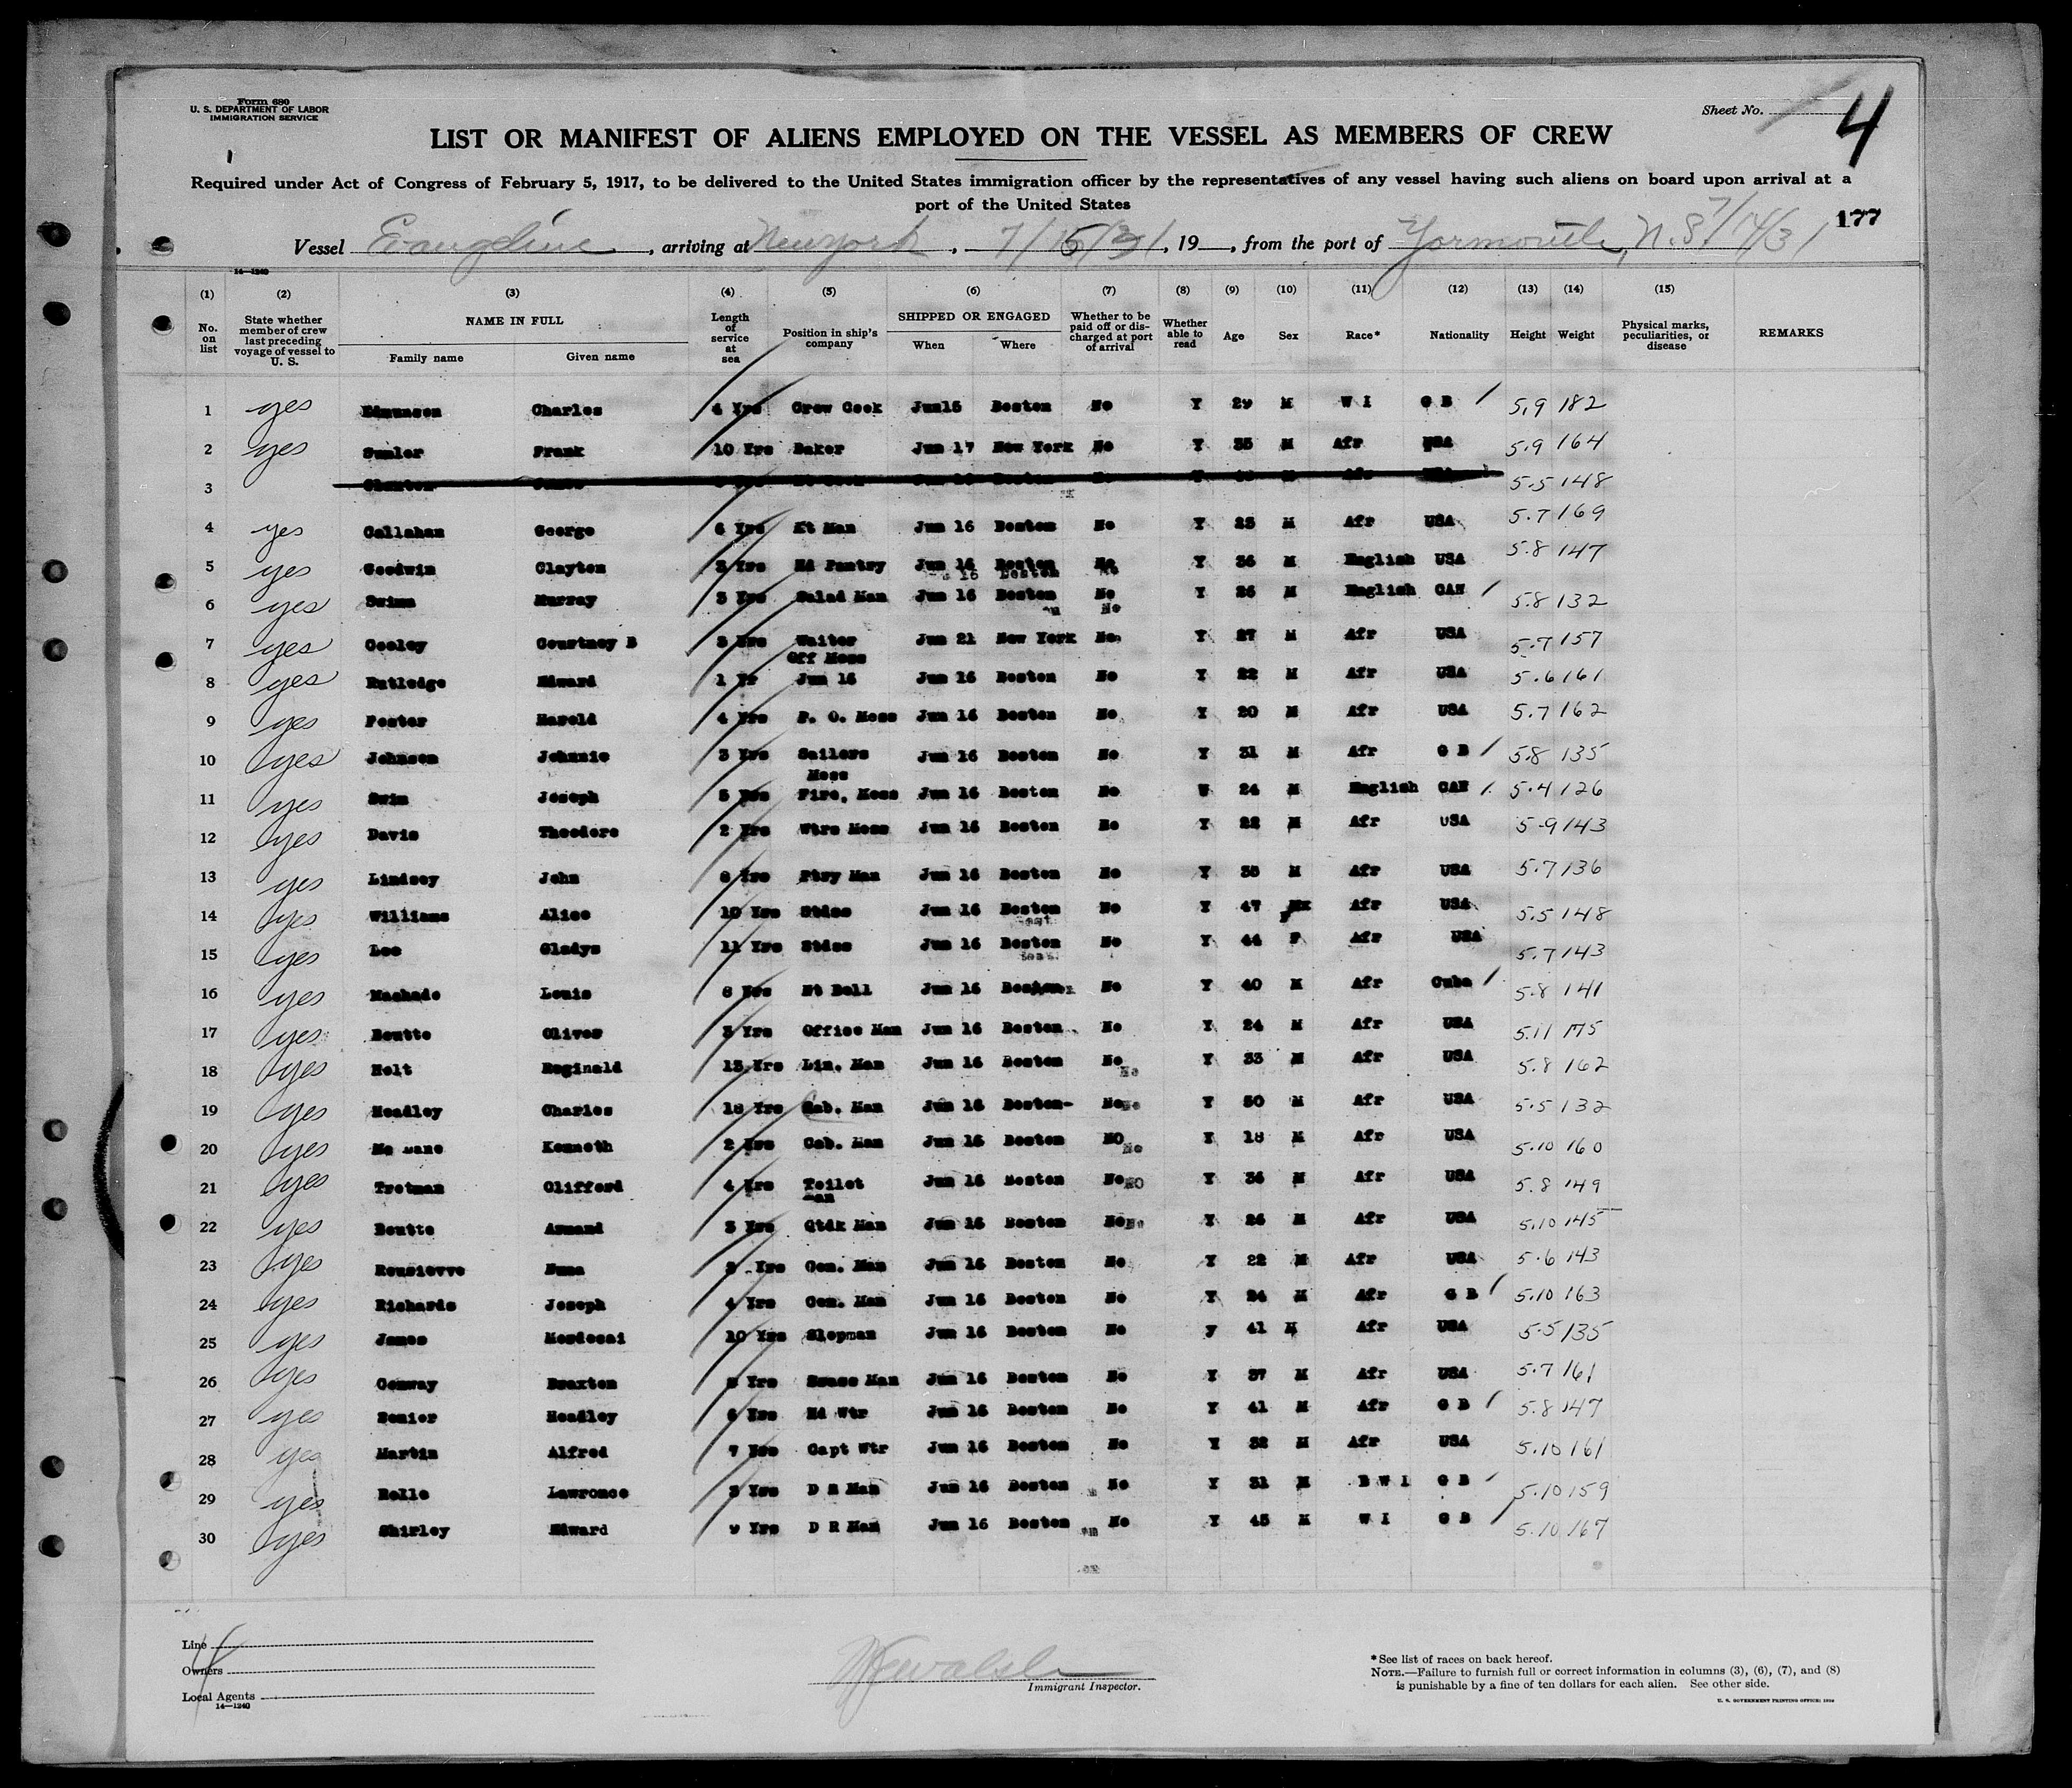 Form 680
U. S. DEPARTMENT OF LABOR
IMMIGRATION SERVICE
Sheet No. 4
LIST OR MANIFEST OF ALIENS EMPLOYED ON THE VESSEL AS MEMBERS OF CREW
Required under Act of Congress of February 5, 1917, to be delivered to the United States immigration officer by the representatives of any vessel having such aliens on board upon arrival at a
port of the United States
177
Vessel Evangeline, arriving at New York, 7/15/31, 19__, from the port of Yarmouth, N.S. 7/14/31
14—1240
(1) (2) (3) (4) (5) (6) (7) (8) (9) (10) (11) (12) (13) (14) (15)
No. on list State whether member of crew last preceding voyage of vessel to U. S. NAME IN FULL Family name Given name Length of service at sea Position in ship's company SHIPPED OR ENGAGED When Where Whether to be paid off or discharged at port of arrival Whether able to read Age Sex Race* Nationality Height Weight Physical marks, peculiarities, or disease REMARKS
1 yes Edmunsen Charles 4 Yrs Crew Cook Jun15 Boston No Y 29 M W I G B 5,9 182
2 yes Sumler Frank 10 Yrs Baker Jun 17 New York No Y 35 M Afr USA 5.9 164
3 5.5 148
4 yes Callahan George 6 Yrs Kt Man Jun 16 Boston No Y 25 M Afr USA 5.7 169
5 yes Goodwin Clayton 3 Yrs Hd Pantry Jun 16 Boston No Y 36 M English USA 5.8 147
6 yes Swimm Murray 3 Yrs Salad Man Jun 16 Boston No Y 26 M English CAN 5.8 132
7 yes Cooley Courtney B 3 Yrs Waiter Jun 21 New York No Y 27 M Afr USA 5.7 157
Off Mess
8 yes Rutledge Edward 1 Yr Jun 16 Jun 16 Boston No Y 22 M Afr USA 5.6 161
9 yes Foster Harold 4 Yrs P. O. Mess Jun 16 Boston No Y 20 M Afr USA 5.7 162
10 yes Johnson Johnnie 3 Yrs Sailors Jun 16 Boston No Y 31 M Afr G B 5.8 135
Mess
11 yes Swim Joseph 5 Yrs Fire, Mess Jun 16 Boston No 24 M English CAN 5.4 126
12 yes Davis Theodore 2 Yrs Wtrs Mess Jun 16 Boston No Y 22 M Afr USA 5.9 143
13 yes Lindsey John 8 Yrs Ptry Man Jun 16 Boston No Y 35 M Afr USA 5.7 136
14 yes Williams Alice 10 Yrs Stdss Jun 16 Boston No Y 47 F Afr USA 5.5 148
15 yes Lee Gladys 11 Yrs Stdss Jun 16 Boston No Y 44 F Afr USA 5.7 143
16 yes Machado Louis 8 Yrs Nt Bell Jun 16 Boston No Y 40 M Afr Cuba 5.8 141
17 yes Boutte Oliver 3 Yrs Office Man Jun 16 Boston No Y 24 M Afr USA 5.11 175
18 yes Holt Reginald 13 Yrs Lin. Man Jun 16 Boston No Y 33 M Afr USA 5.8 162
19 yes Headley Charles 18 Yrs Bab. Man Jun 16 Boston No Y 50 M Afr USA 5.5 132
20 yes Kenneth 2 Yrs Gab. Man Jun 16 Boston NO Y 18 M Afr USA 5.10 160
21 yes Trotman Clifford 4 Yrs Toilet Jun 16 Boston No Y 36 M Afr USA 5.8 149
Man
22 yes Boutte Armand 3 Yrs Qtdk Man Jun 16 Boston No Y 26 M Afr USA 5.10 145
23 yes Rousievve Numa Yrs Gen. Man Jun 16 Boston No Y 22 M Afr USA 5.6 143
24 yes Richards Joseph 4 Yrs Gen. Man Jun 16 Boston No Y 24 M Afr G B 5.10 163
25 yes James Mordecai 10 Yrs Slopman Jun 16 Boston No y 41 M Afr USA 5.5 135
26 yes Conway Braxton Yrs Man Jun 16 Boston No Y 37 M Afr USA 5.7 161
27 yes Senior Headley 6 Yrs Hd Wtr Jun 16 Boston No Y 41 M Afr G B 5.8 147
28 yes Martin Alfred 7 Yrs Capt Wtr Jun 16 Boston No Y 32 M Afr USA 5.10 161
29 yes Rolle Lawrence 3 Yrs D R Man Jun 16 Boston No Y 31 M B W I G B 5.10 159
30 yes Shirley Edward 9 Yrs D R Man Jun 16 Boston No Y 45 M W I G B 5.10 167
Line
Owners
Local Agents
14—1240
Immigrant Inspector.
*See list of races on back hereof.
NOTE.—Failure to furnish full or correct information in columns (3), (6), (7), and (8)
is punishable by a fine of ten dollars for each alien. See other side.
U. S. GOVERNMENT PRINTING OFFICE: 1929